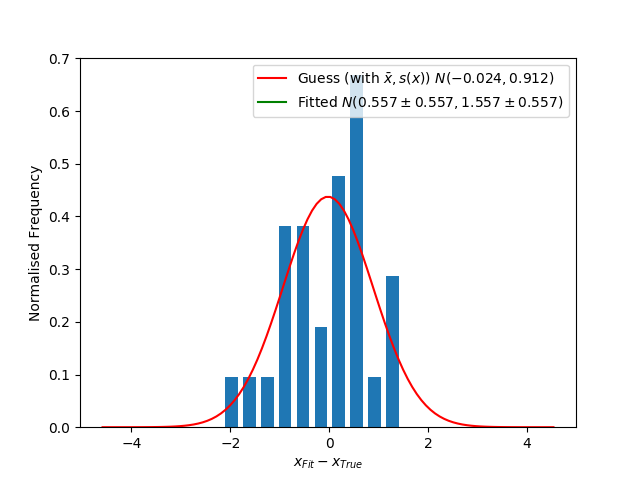 Guess (with x̄, s(x)) N(−0.024, 0.912)
Fitted N(0.557 ± 0.557, 1.557 ± 0.557)
0.7
0.6
0.5
0.4
0.3
0.2
0.1
0.0
Normalised Frequency
−4 −2 0 2 4
x_Fit − x_True